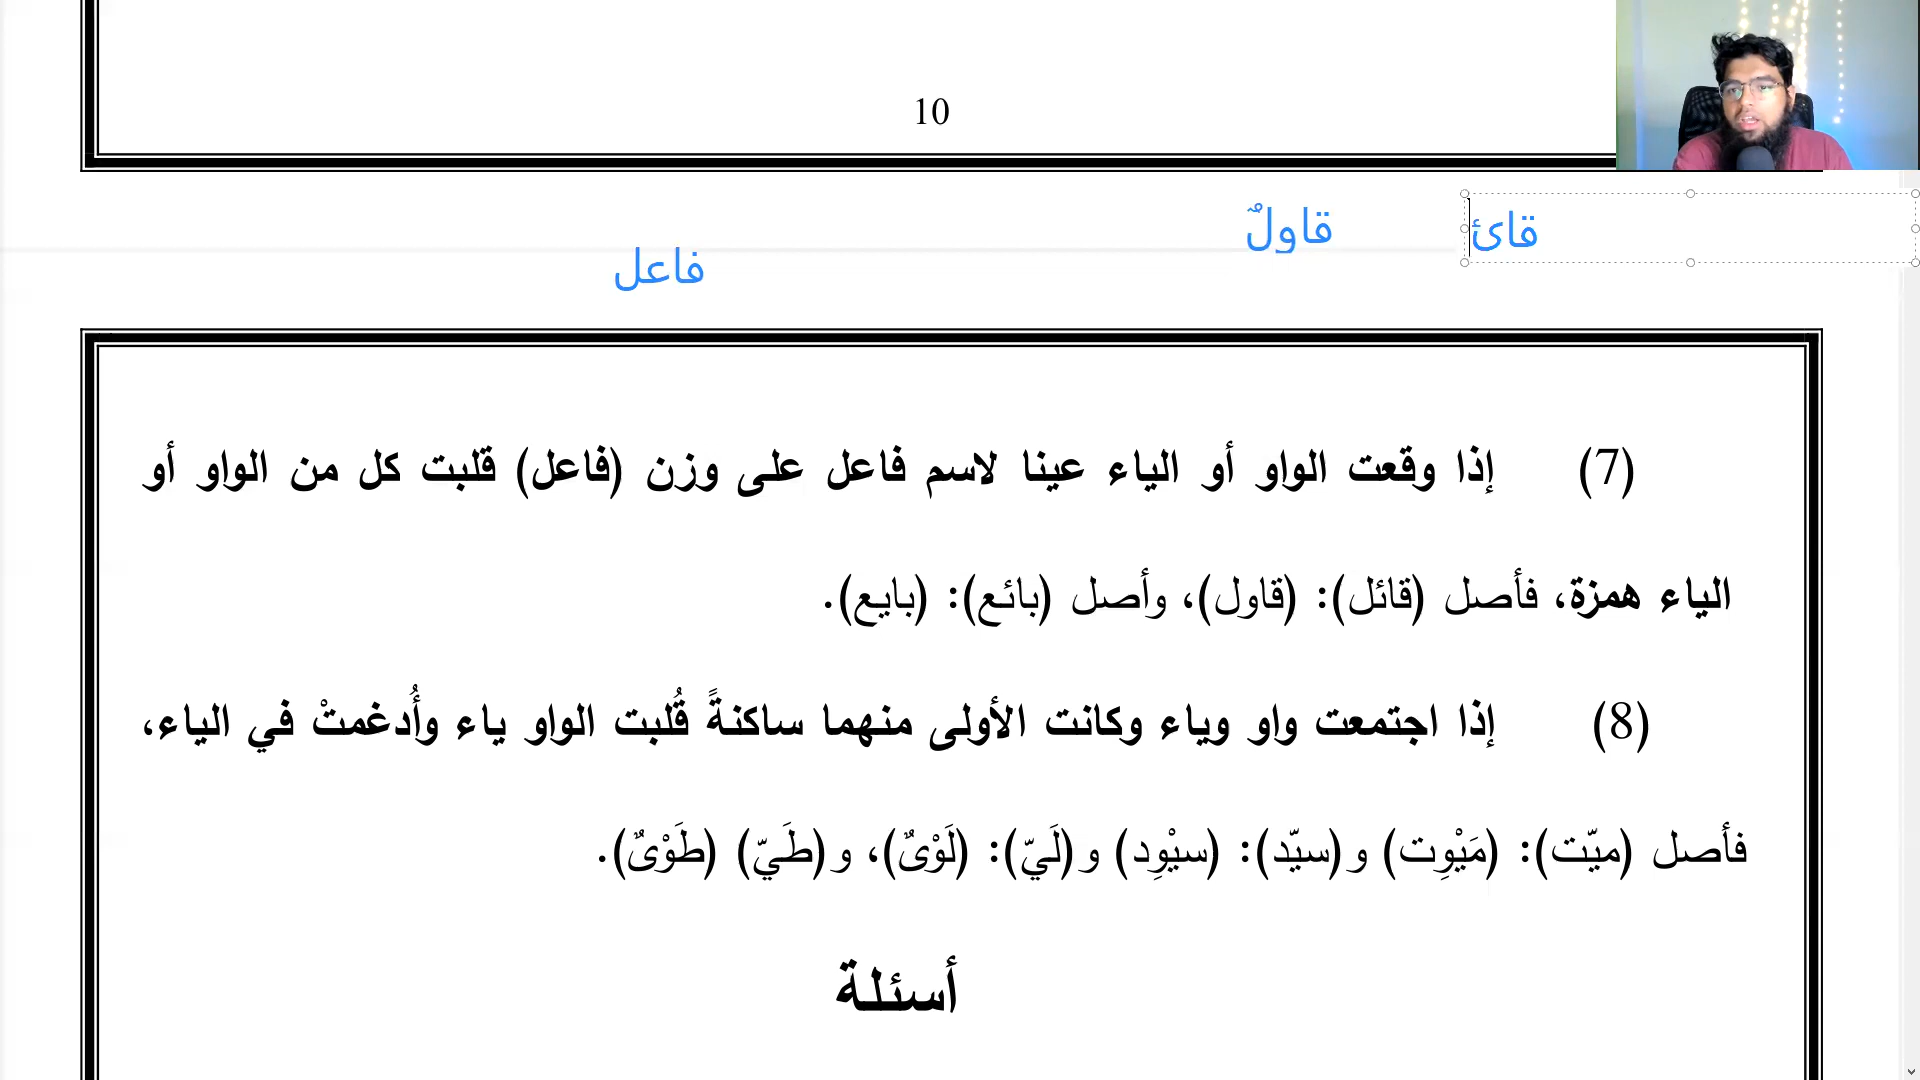 10
قائ
قاولٌ
فاعل
(7) إذا وقعت الواو أو الياء عينا لاسم فاعل على وزن (فاعل) قلبت كل من الواو أو
الياء همزة، فأصل (قائل): (قاول)، وأصل (بائع): (بايع).
(8) إذا اجتمعت واو وياء وكانت الأولى منهما ساكنةً قُلبت الواو ياء وأُدغمتْ في الياء،
فأصل (ميّت): (مَيْوِت) و(سيّد): (سيْوِد) و(لَيّ): (لَوْىٌ)، و(طَيّ) (طَوْىٌ).
أسئلة